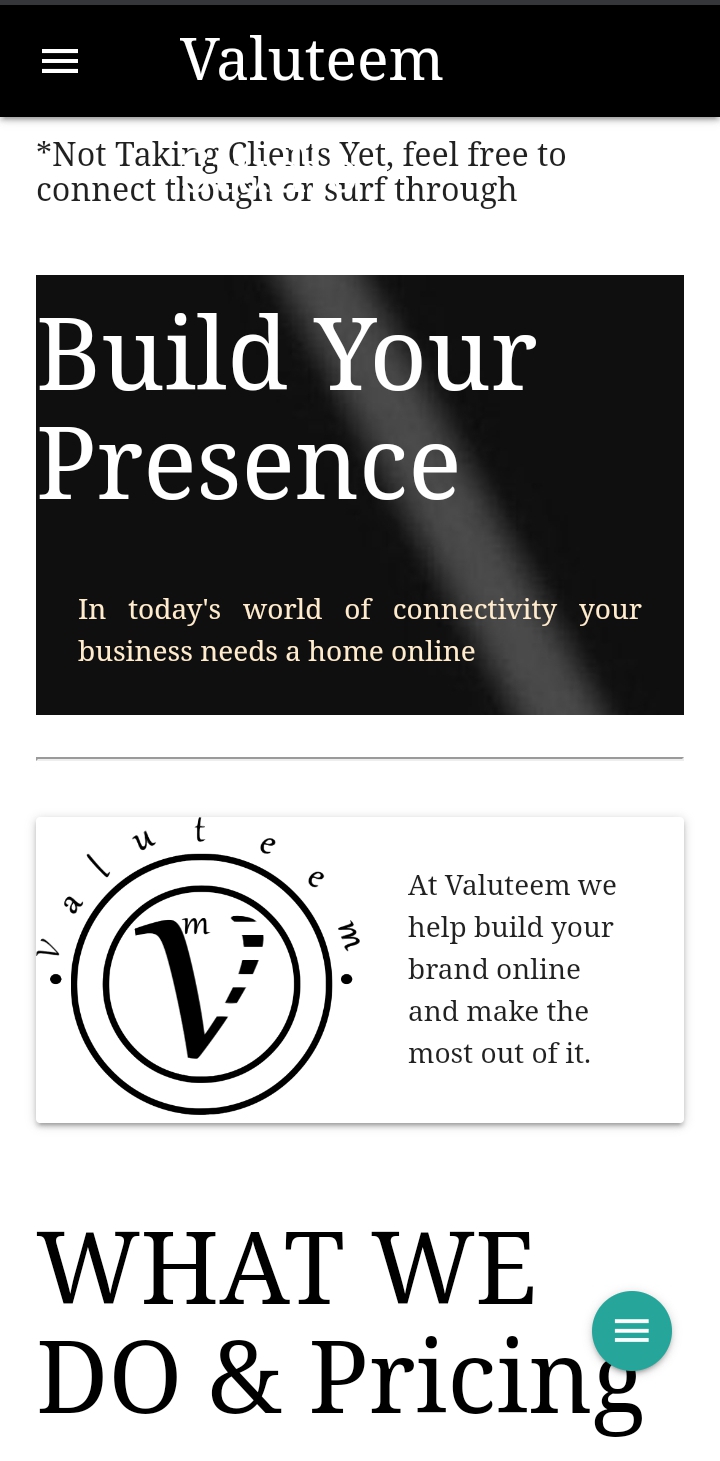 Valuteem
*Not Taking Clients Yet, feel free to
connect though or surf through
Build Your
Presence
In today's world of connectivity your
business needs a home online
valuteem
m
V
At Valuteem we
help build your
brand online
and make the
most out of it.
WHAT WE
DO & Pricing